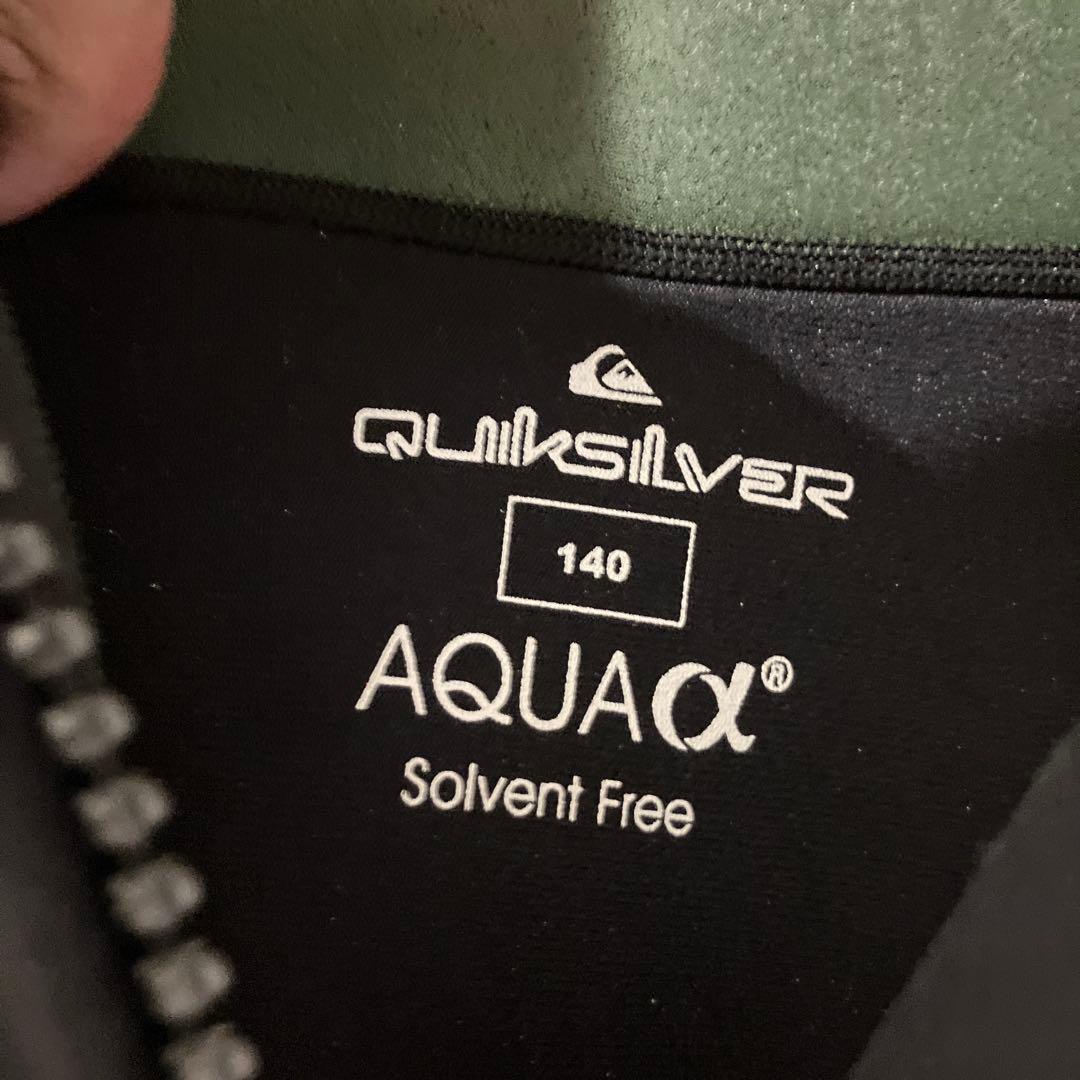 QUIKSILVER
140
AQUAα®
Solvent Free